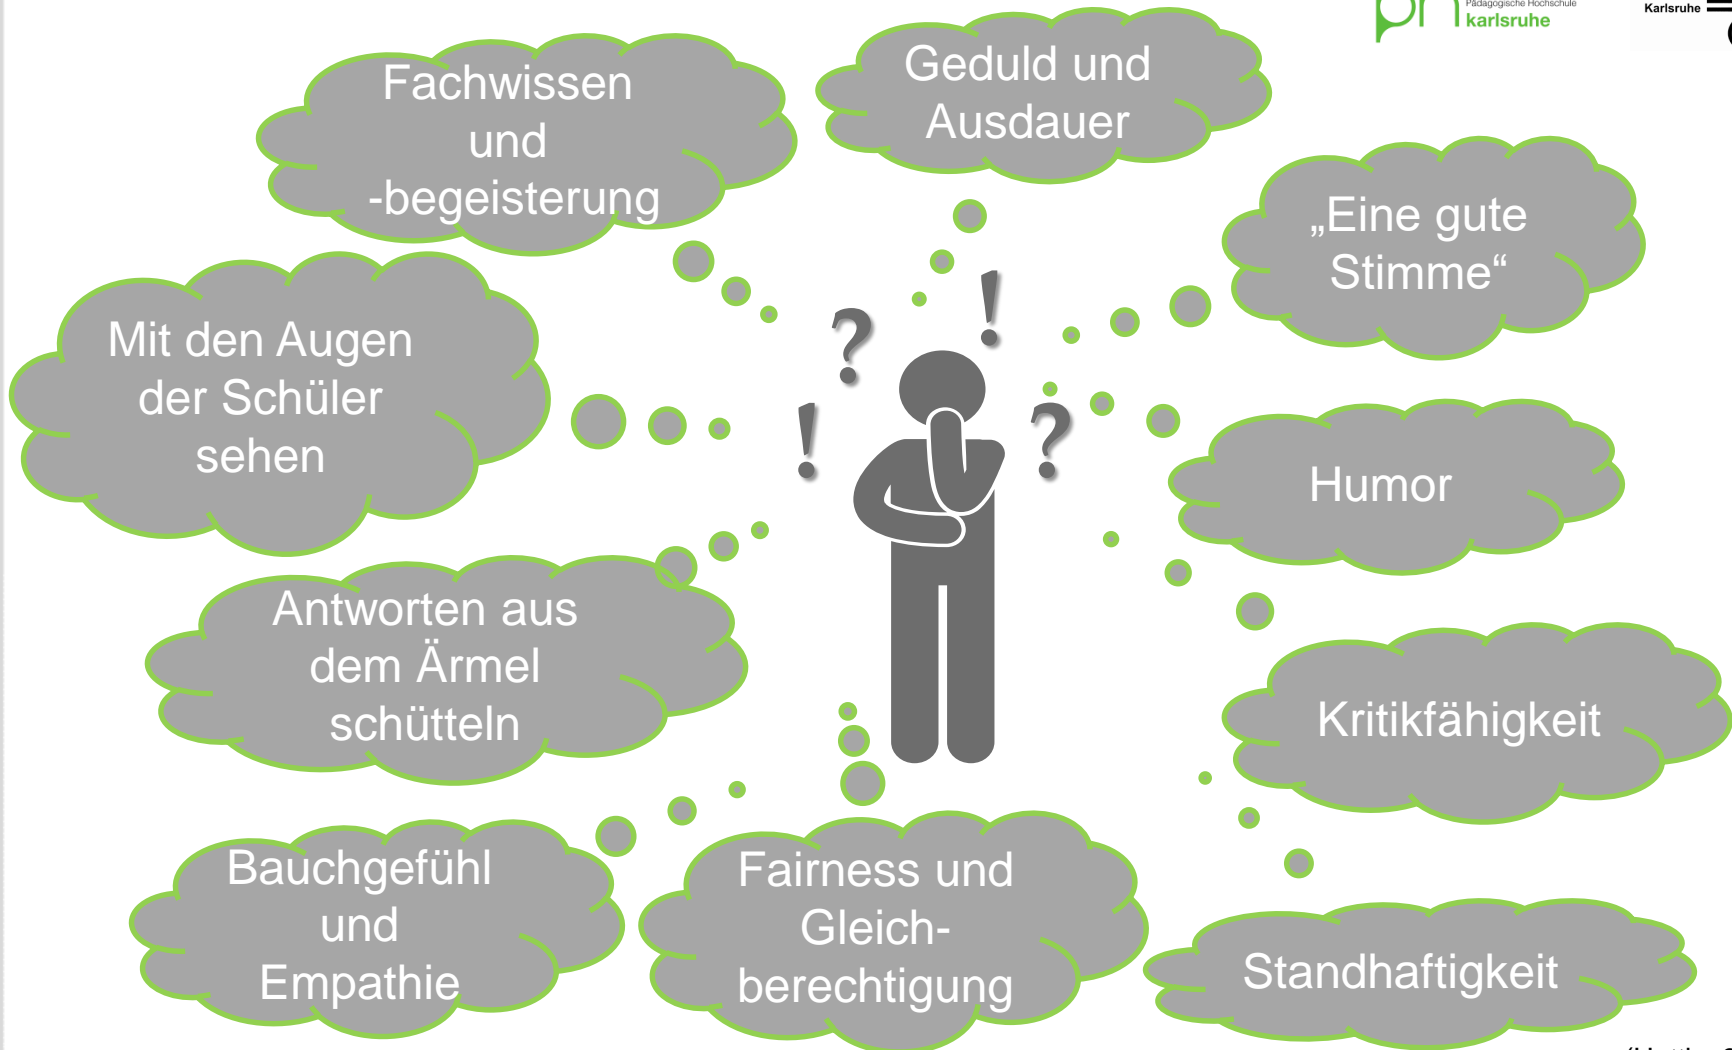 Pädagogische Hochschule
karlsruhe
Karlsruhe
Fachwissen
und
-begeisterung
Geduld und
Ausdauer
„Eine gute
Stimme“
Mit den Augen
der Schüler
sehen
?
!
!
?
Humor
Antworten aus
dem Ärmel
schütteln
Kritikfähigkeit
Bauchgefühl
und
Empathie
Fairness und
Gleich-
berechtigung
Standhaftigkeit